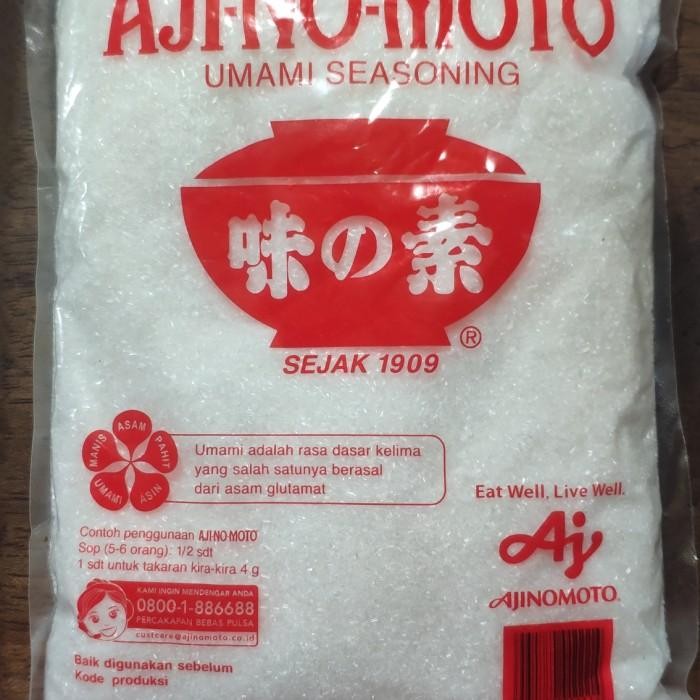 AJI-NO-MOTO
UMAMI SEASONING
味の素
®
SEJAK 1909
MANIS ASAM PAHIT ASIN UMAMI
Umami adalah rasa dasar kelima
yang salah satunya berasal
dari asam glutamat
Eat Well, Live Well.
Aj
AJINOMOTO®
Contoh penggunaan AJI-NO-MOTO®
Sop (5-6 orang): 1/2 sdt
1 sdt untuk takaran kira-kira 4 g
KAMI INGIN MENDENGAR ANDA
0800-1-886688
PERCAKAPAN BEBAS PULSA
custcare@ajinomoto.co.id
Baik digunakan sebelum
Kode produksi